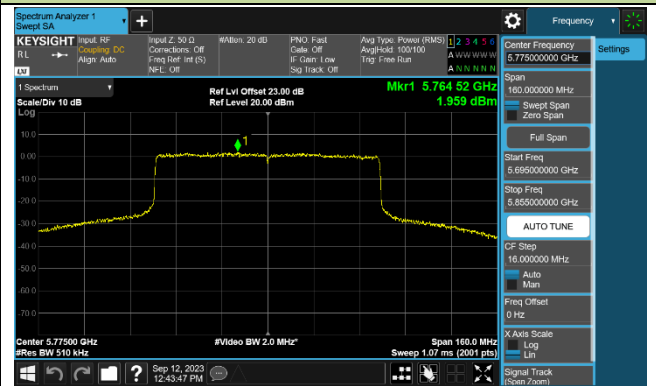 Spectrum Analyzer 1
Swept SA
+
Frequency
KEYSIGHT
RL
LXI
Input: RF
Coupling: DC
Align: Auto
Input Z: 50 Ω
Corrections: Off
Freq Ref: Int (S)
NFE: Off
#Atten: 20 dB
PNO: Fast
Gate: Off
IF Gain: Low
Sig Track: Off
Avg Type: Power (RMS)
Avg|Hold: 100/100
Trig: Free Run
1 2 3 4 5 6
A W W W W W
A N N N N N
1 Spectrum
Scale/Div 10 dB
Log
Ref Lvl Offset 23.00 dB
Ref Level 20.00 dBm
Mkr1 5.764 52 GHz
1.959 dBm
1
10.0
0.00
-10.0
-20.0
-30.0
-40.0
-50.0
-60.0
-70.0
Center 5.77500 GHz
#Res BW 510 kHz
#Video BW 2.0 MHz*
Span 160.0 MHz
Sweep 1.07 ms (2001 pts)
Sep 12, 2023
12:43:47 PM
?
Center Frequency
5.775000000 GHz
Settings
Span
160.000000 MHz
Swept Span
Zero Span
Full Span
Start Freq
5.695000000 GHz
Stop Freq
5.855000000 GHz
AUTO TUNE
CF Step
16.000000 MHz
Auto
Man
Freq Offset
0 Hz
X Axis Scale
Log
Lin
Signal Track
(Span Zoom)